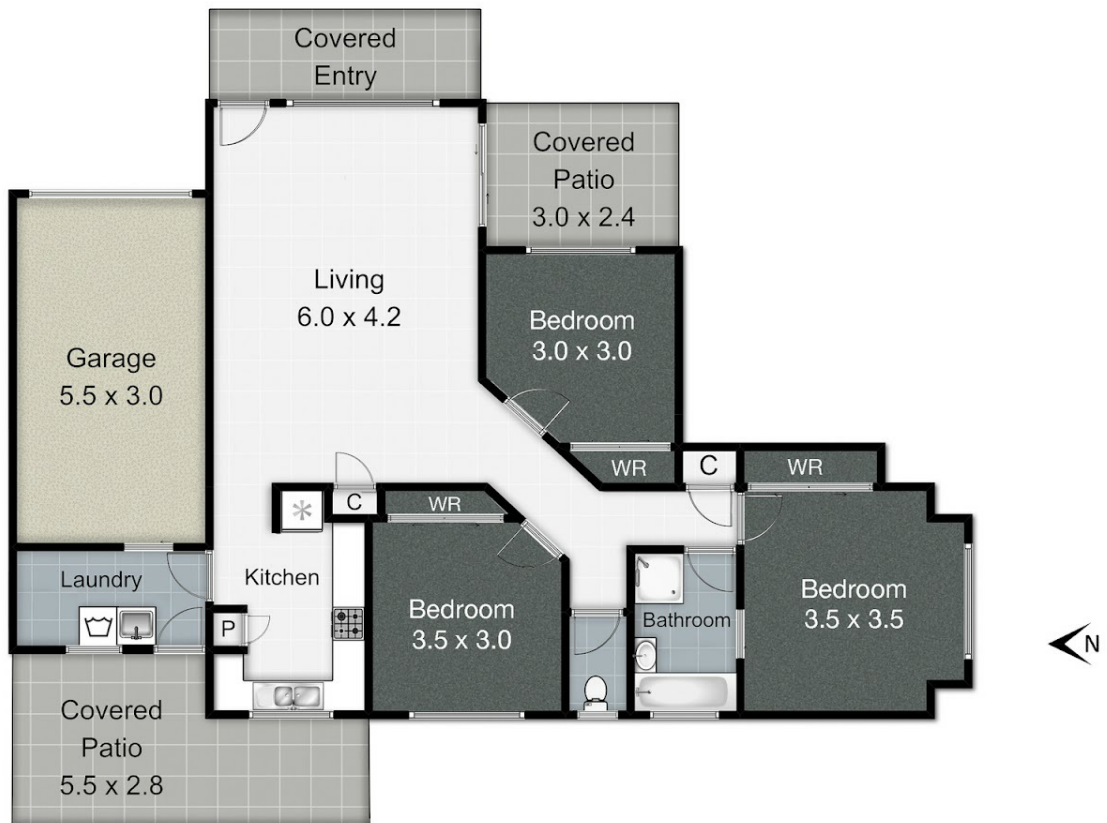 Covered
Entry
Covered
Patio
3.0 x 2.4
Living
6.0 x 4.2
Bedroom
3.0 x 3.0
Garage
5.5 x 3.0
WR
C
WR
C
WR
Laundry
Kitchen
Bedroom
3.5 x 3.0
Bathroom
Bedroom
3.5 x 3.5
P
N
Covered
Patio
5.5 x 2.8